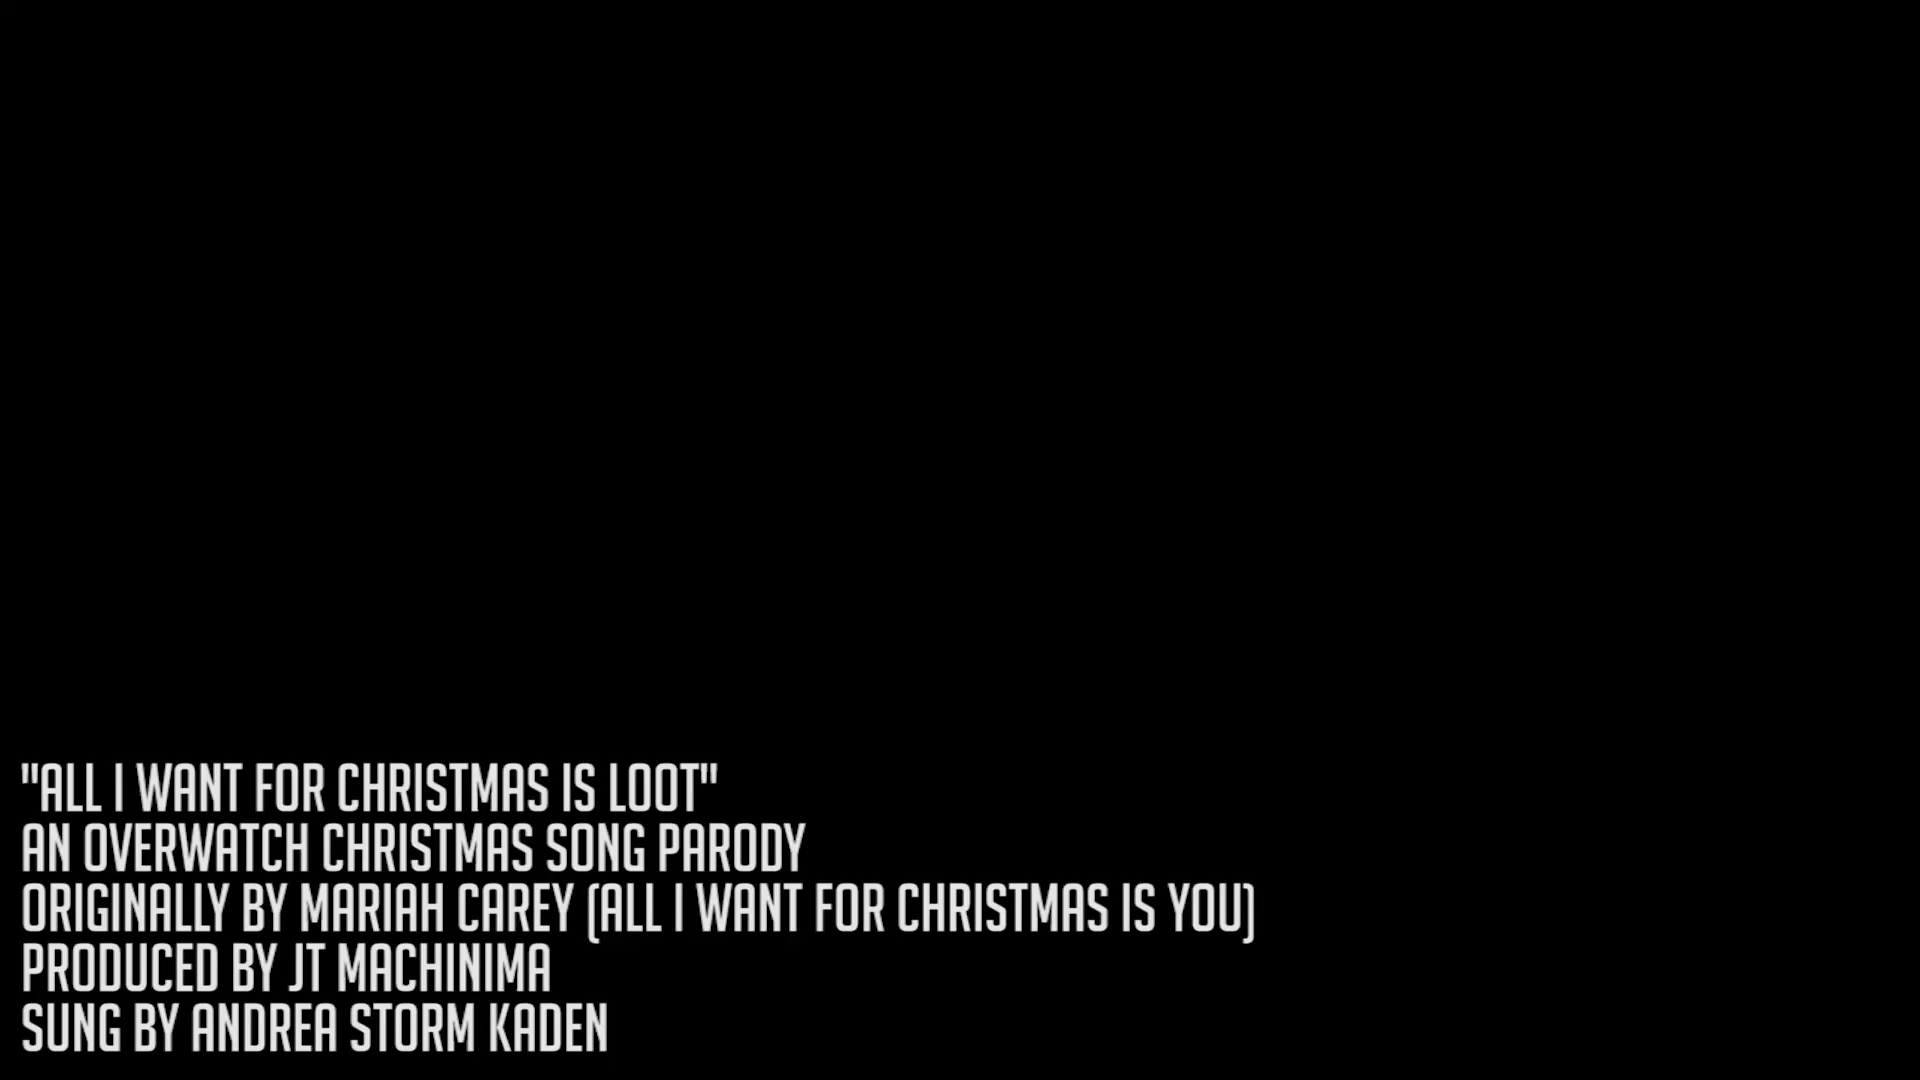 "ALL I WANT FOR CHRISTMAS IS LOOT"
AN OVERWATCH CHRISTMAS SONG PARODY
ORIGINALLY BY MARIAH CAREY (ALL I WANT FOR CHRISTMAS IS YOU)
PRODUCED BY JT MACHINIMA
SUNG BY ANDREA STORM KADEN